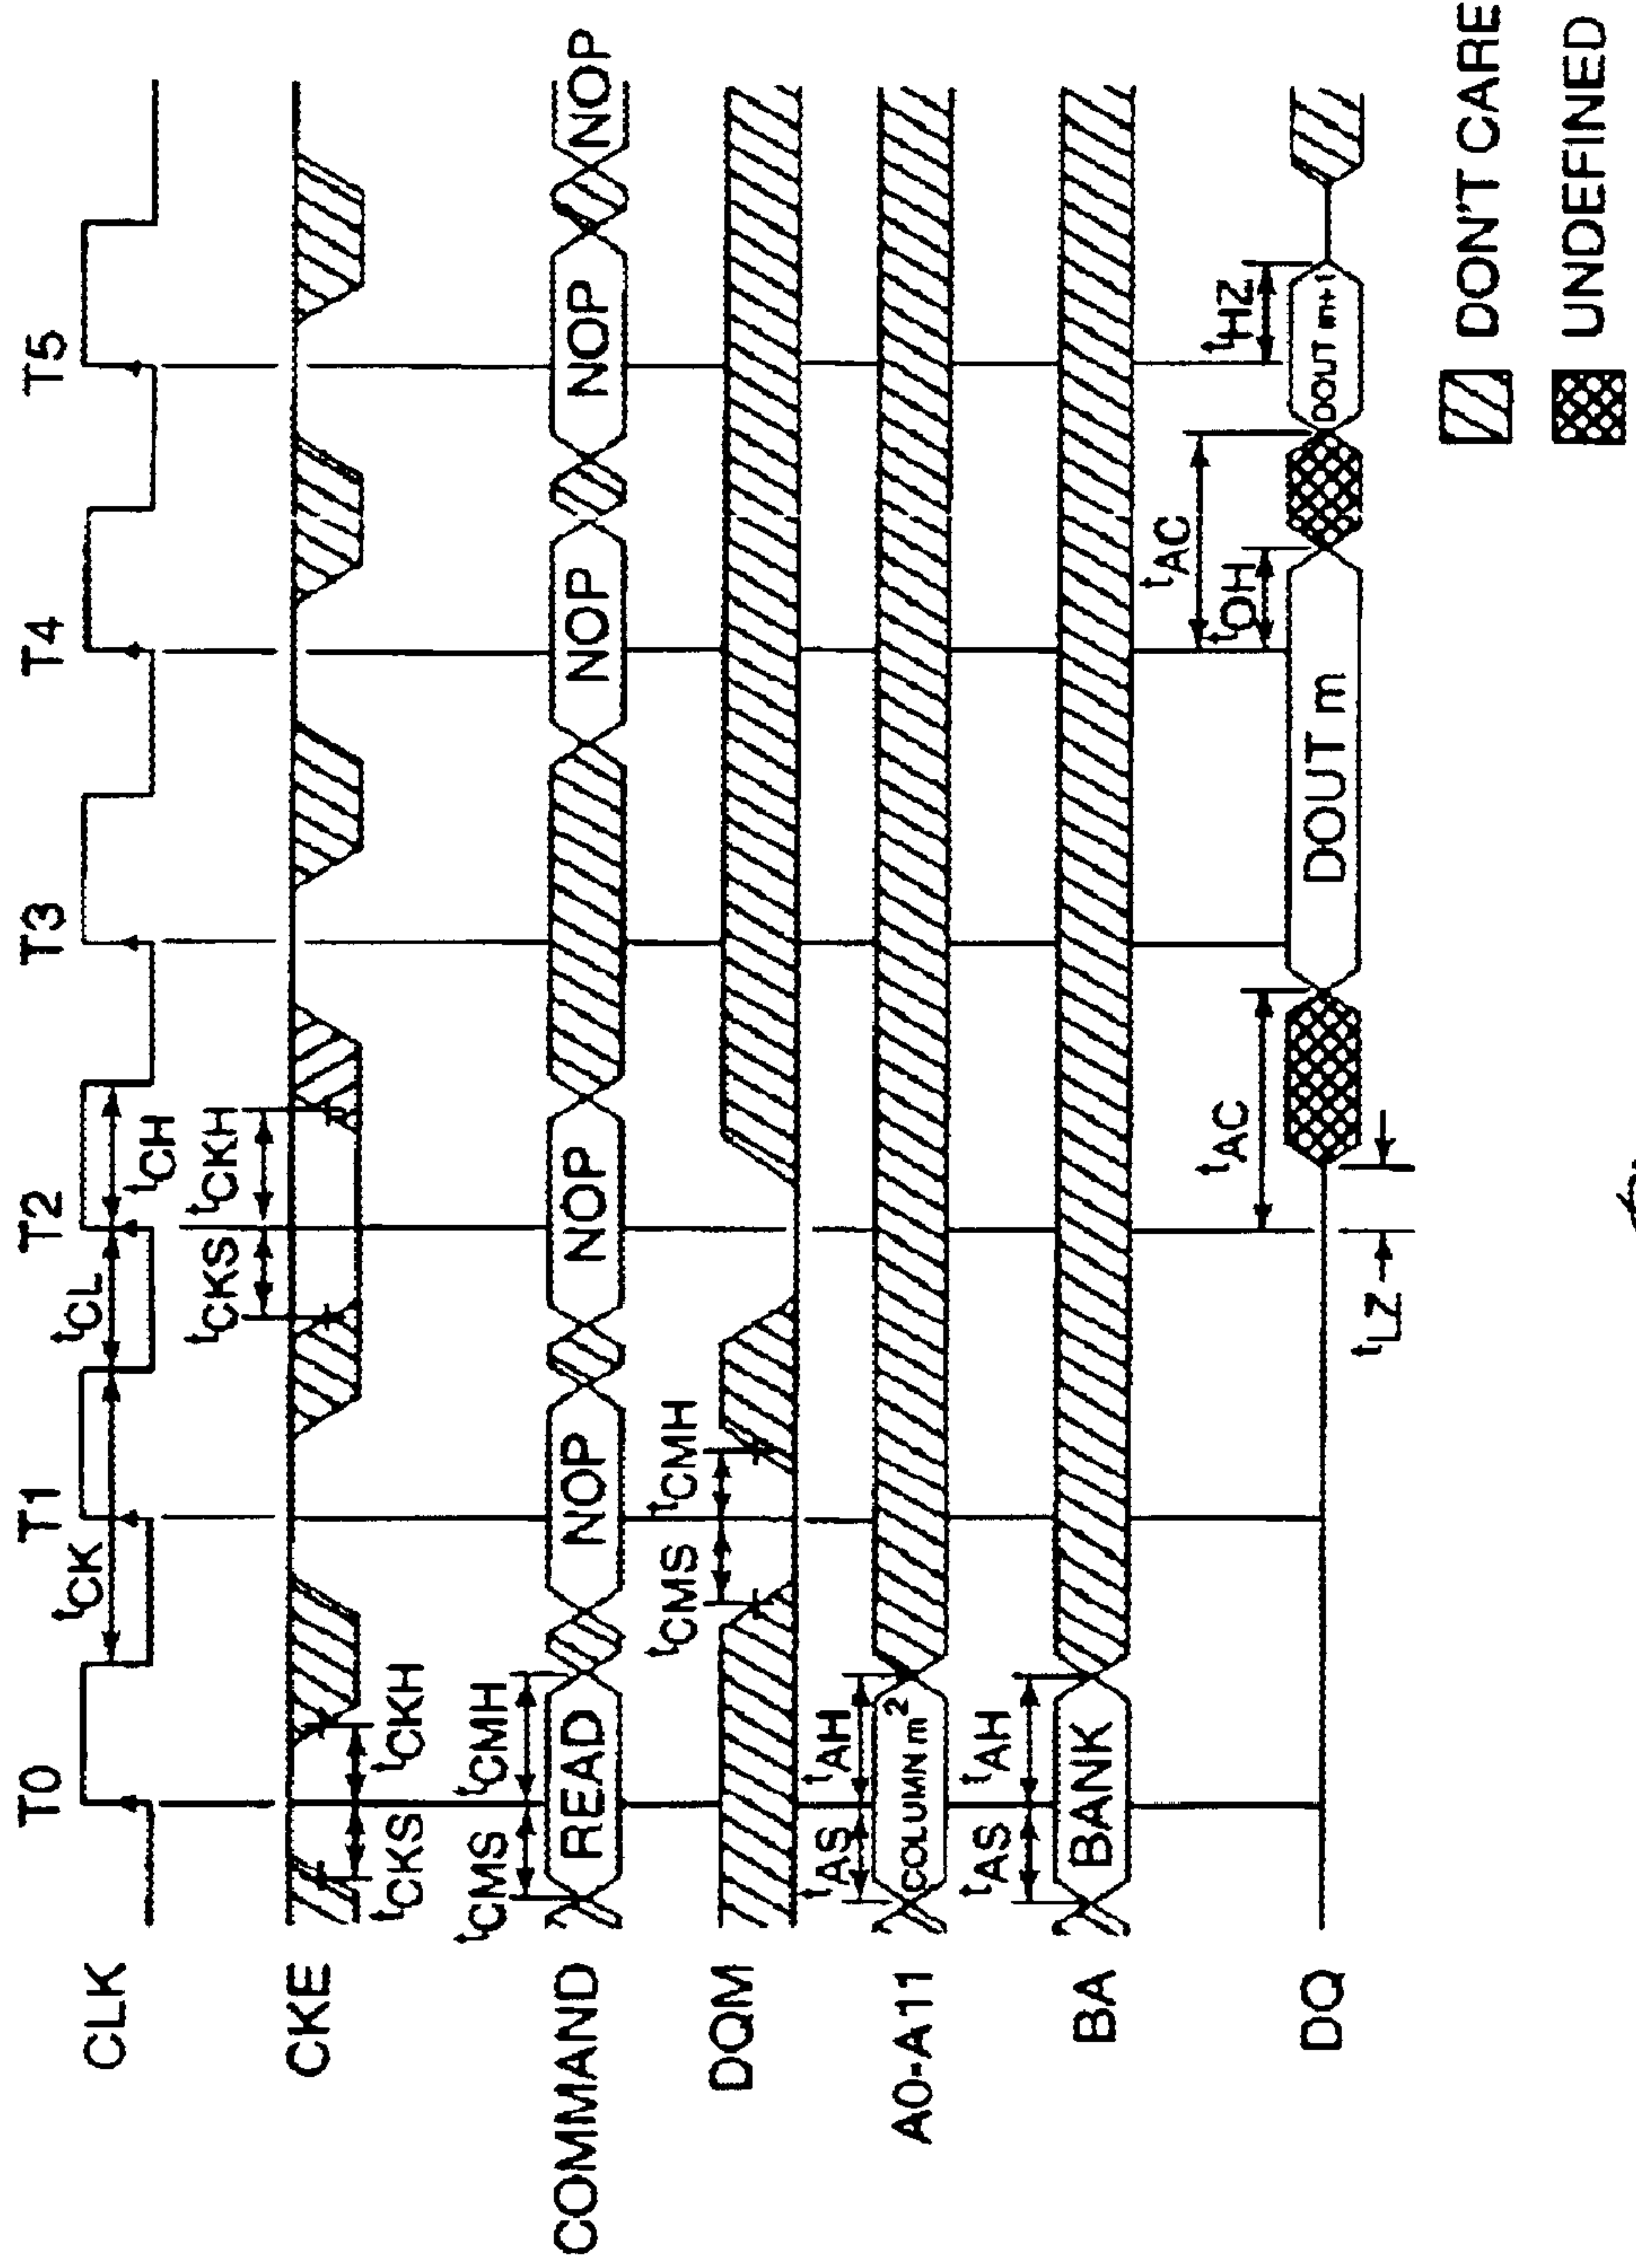 T0 T1 T2 T3 T4 T5
CLK
tCK tCL tCH
CKE
tCKS tCKH
tCKS tCKH
tCMS tCMH
COMMAND
READ NOP NOP NOP NOP NOP
tCMS tCMH
DQM
tAS tAH
A0-A11
COLUMN m 2
tAS tAH
BA
BANK
tAC tAC
tOH tHZ
DQ
DOUT m DOUT m+1
tLZ
DON'T CARE
UNDEFINED